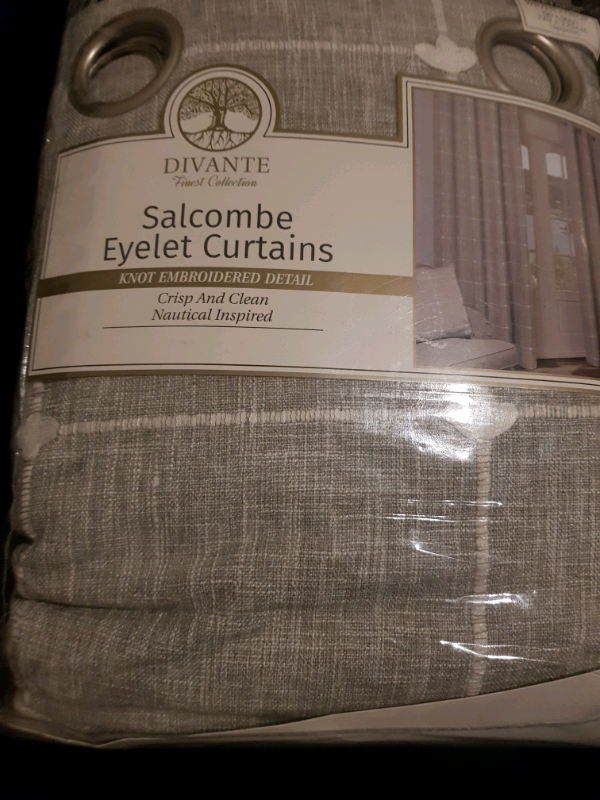 DIVANTE
Finest Collection
Salcombe
Eyelet Curtains
KNOT EMBROIDERED DETAIL
Crisp And Clean
Nautical Inspired